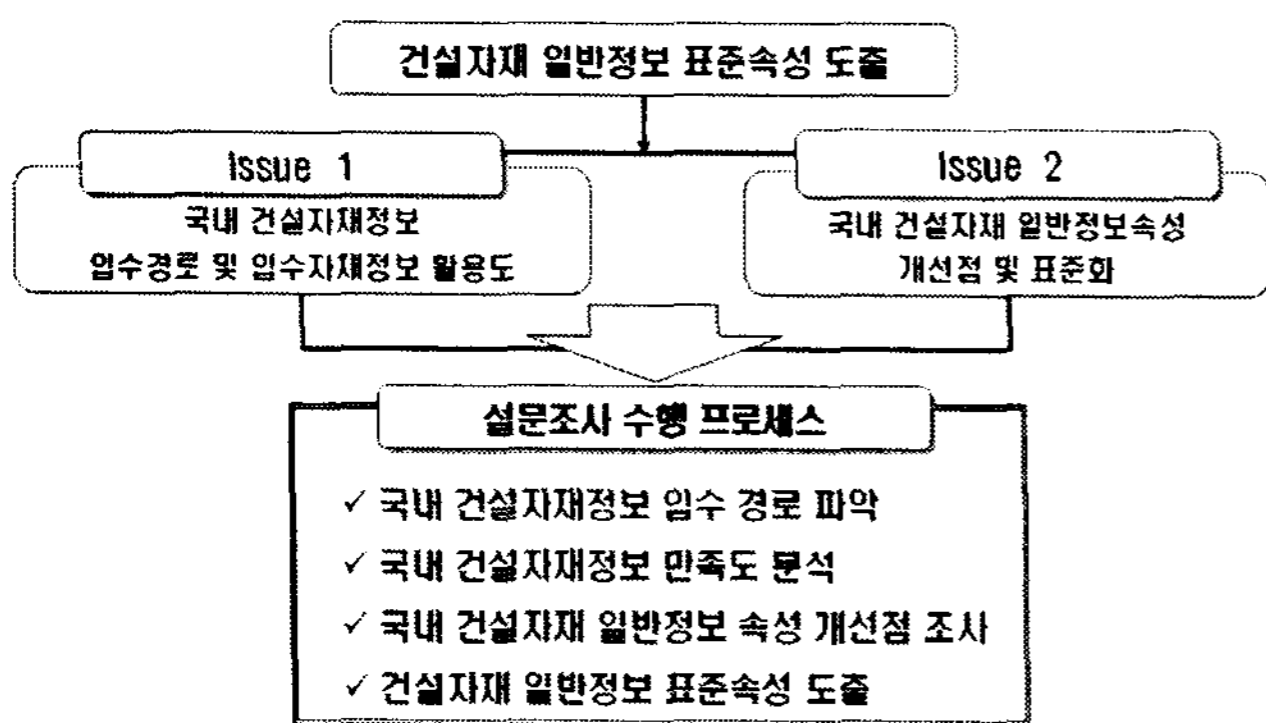 건설자재 일반정보 표준속성 도출
Issue 1
국내 건설자재정보
입수경로 및 입수자재정보 활용도
Issue 2
국내 건설자재 일반정보속성
개선점 및 표준화
설문조사 수행 프로세스
✓ 국내 건설자재정보 입수 경로 파악
✓ 국내 건설자재정보 만족도 분석
✓ 국내 건설자재 일반정보 속성 개선점 조사
✓ 건설자재 일반정보 표준속성 도출